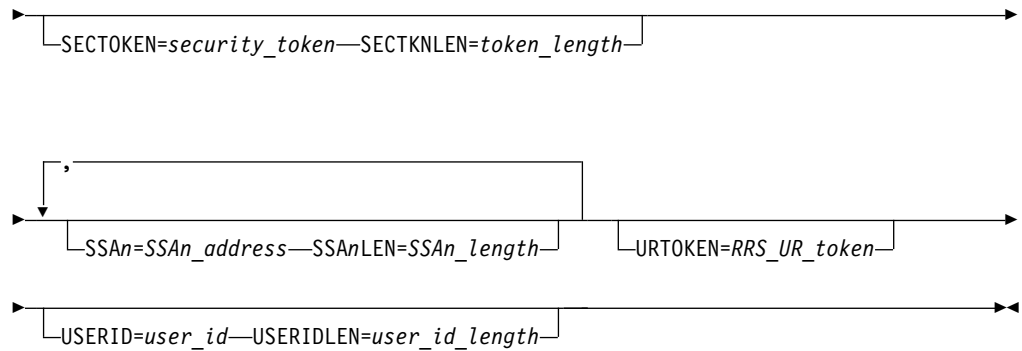 SECTOKEN=security_token SECTKNLEN=token_length
,
SSAn=SSAn_address SSAnLEN=SSAn_length URTOKEN=RRS_UR_token
USERID=user_id USERIDLEN=user_id_length